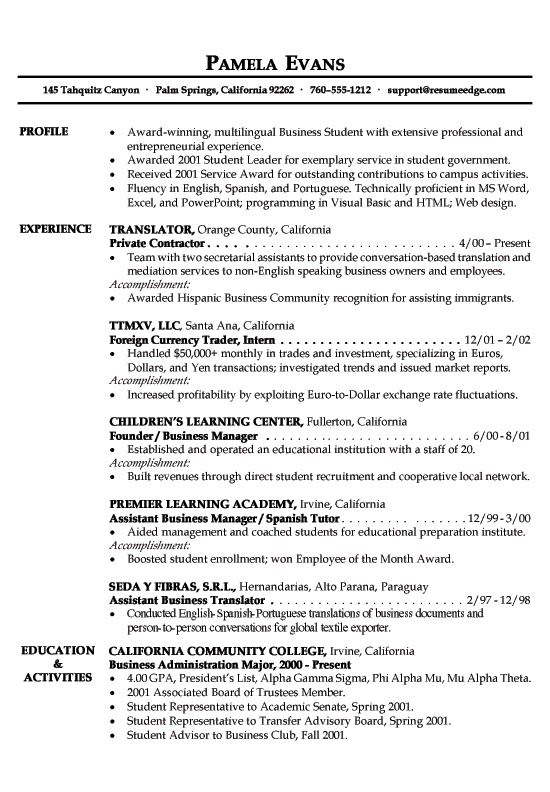 PAMELA EVANS
145 Tahquitz Canyon · Palm Springs, California 92262 · 760–555-1212 · support@resumeedge.com
PROFILE
• Award-winning, multilingual Business Student with extensive professional and
entrepreneurial experience.
• Awarded 2001 Student Leader for exemplary service in student government.
• Received 2001 Service Award for outstanding contributions to campus activities.
• Fluency in English, Spanish, and Portuguese. Technically proficient in MS Word,
Excel, and PowerPoint; programming in Visual Basic and HTML; Web design.
EXPERIENCE
TRANSLATOR, Orange County, California
Private Contractor . . . . . . . . . . . . . . . . . . . . . . . . . . . . . . 4/00 – Present
• Team with two secretarial assistants to provide conversation-based translation and
mediation services to non-English speaking business owners and employees.
Accomplishment:
• Awarded Hispanic Business Community recognition for assisting immigrants.
TTMXV, LLC, Santa Ana, California
Foreign Currency Trader, Intern . . . . . . . . . . . . . . . . . . . . . . . 12/01 – 2/02
• Handled $50,000+ monthly in trades and investment, specializing in Euros,
Dollars, and Yen transactions; investigated trends and issued market reports.
Accomplishment:
• Increased profitability by exploiting Euro-to-Dollar exchange rate fluctuations.
CHILDREN'S LEARNING CENTER, Fullerton, California
Founder / Business Manager . . . . . . . . . . . . . . . . . . . . . . . . . 6/00 - 8/01
• Established and operated an educational institution with a staff of 20.
Accomplishment:
• Built revenues through direct student recruitment and cooperative local network.
PREMIER LEARNING ACADEMY, Irvine, California
Assistant Business Manager / Spanish Tutor . . . . . . . . . . . . . . . . 12/99 - 3/00
• Aided management and coached students for educational preparation institute.
Accomplishment:
• Boosted student enrollment; won Employee of the Month Award.
SEDA Y FIBRAS, S.R.L., Hernandarias, Alto Parana, Paraguay
Assistant Business Translator . . . . . . . . . . . . . . . . . . . . . . . . 2/97 - 12/98
• Conducted English-Spanish-Portuguese translations of business documents and
person-to-person conversations for global textile exporter.
EDUCATION
&
ACTIVITIES
CALIFORNIA COMMUNITY COLLEGE, Irvine, California
Business Administration Major, 2000 - Present
• 4.00 GPA, President's List, Alpha Gamma Sigma, Phi Alpha Mu, Mu Alpha Theta.
• 2001 Associated Board of Trustees Member.
• Student Representative to Academic Senate, Spring 2001.
• Student Representative to Transfer Advisory Board, Spring 2001.
• Student Advisor to Business Club, Fall 2001.